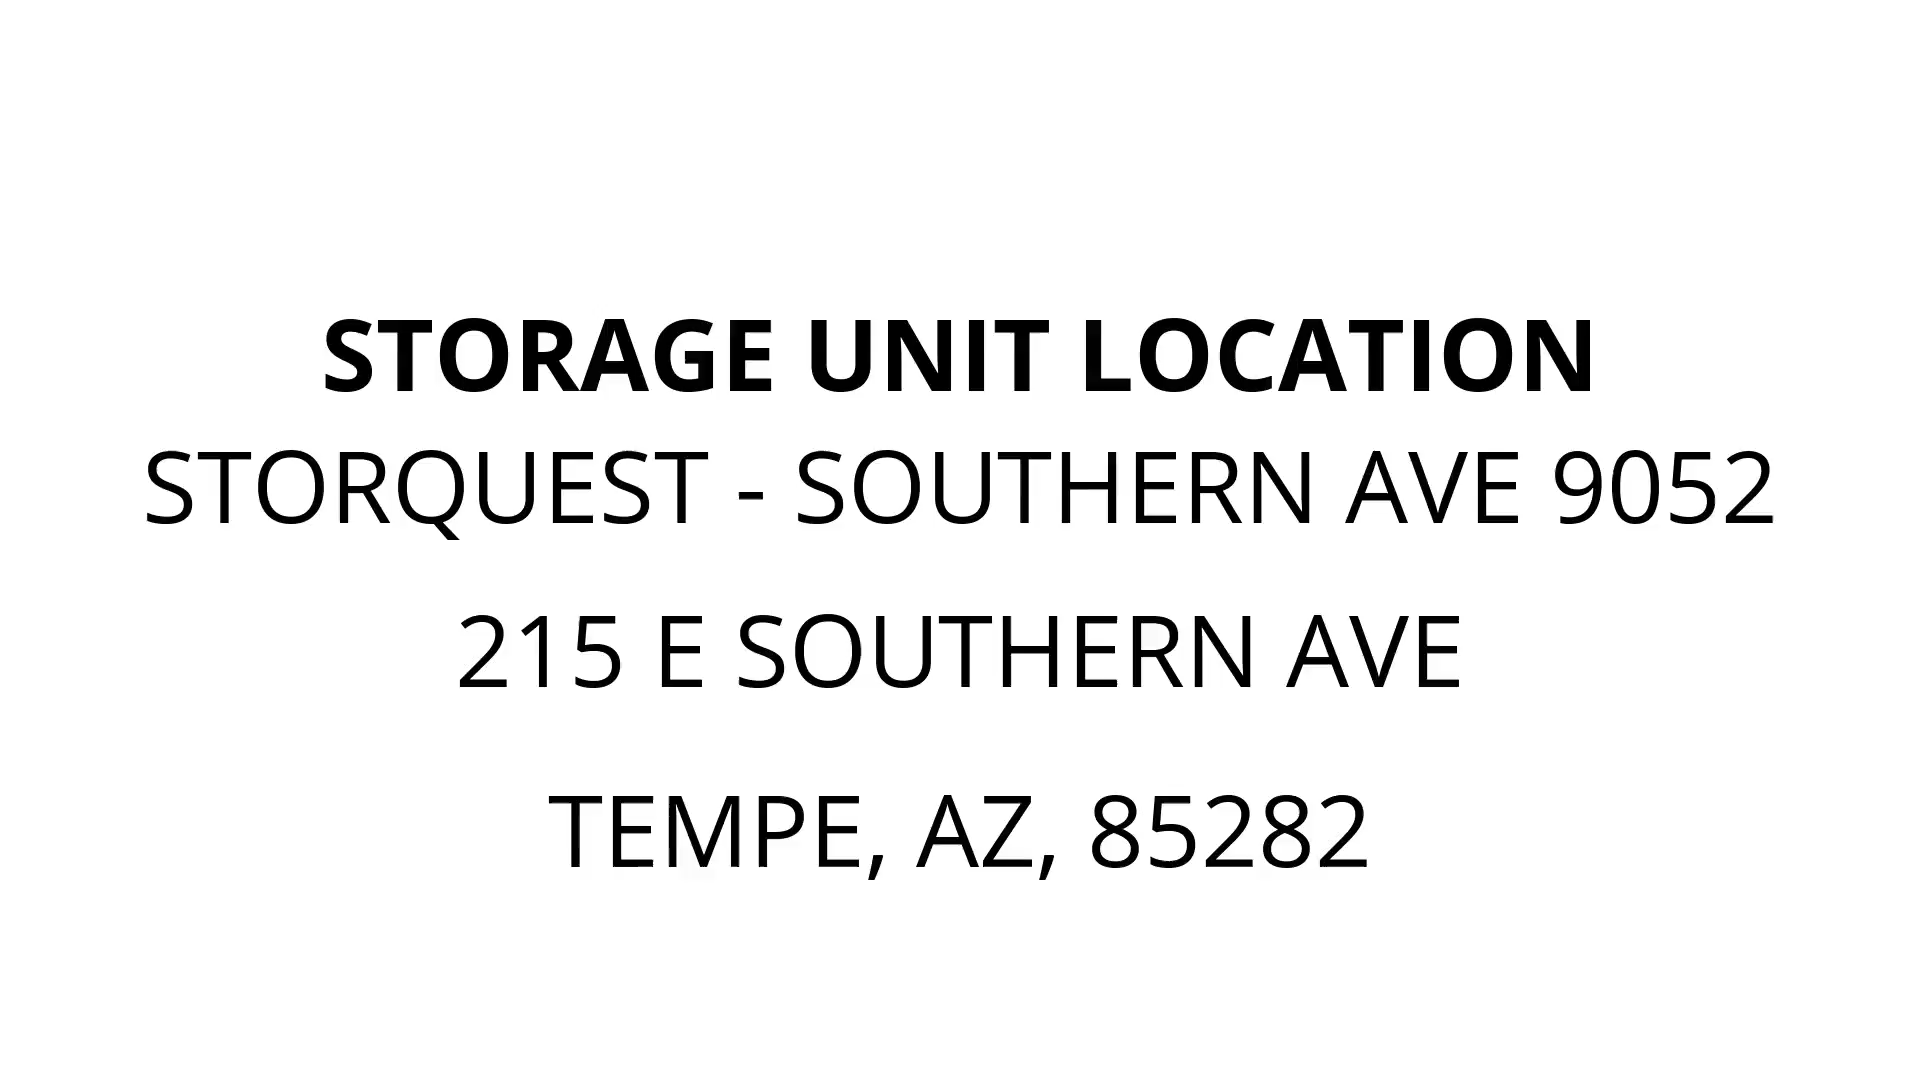 STORAGE UNIT LOCATION
STORQUEST - SOUTHERN AVE 9052
215 E SOUTHERN AVE
TEMPE, AZ, 85282